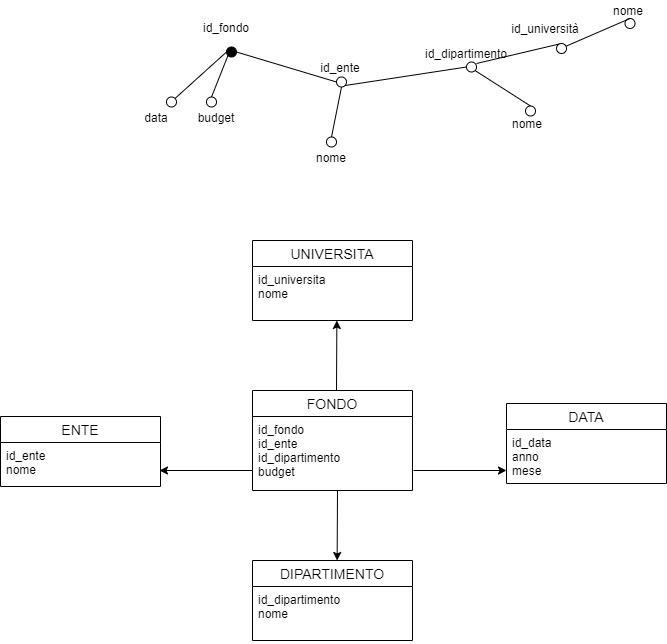 nome
id_fondo
id_università
id_dipartimento
id_ente
data
budget
nome
nome
UNIVERSITA
id_universita
nome
FONDO
id_fondo
id_ente
id_dipartimento
budget
ENTE
id_ente
nome
DATA
id_data
anno
mese
DIPARTIMENTO
id_dipartimento
nome